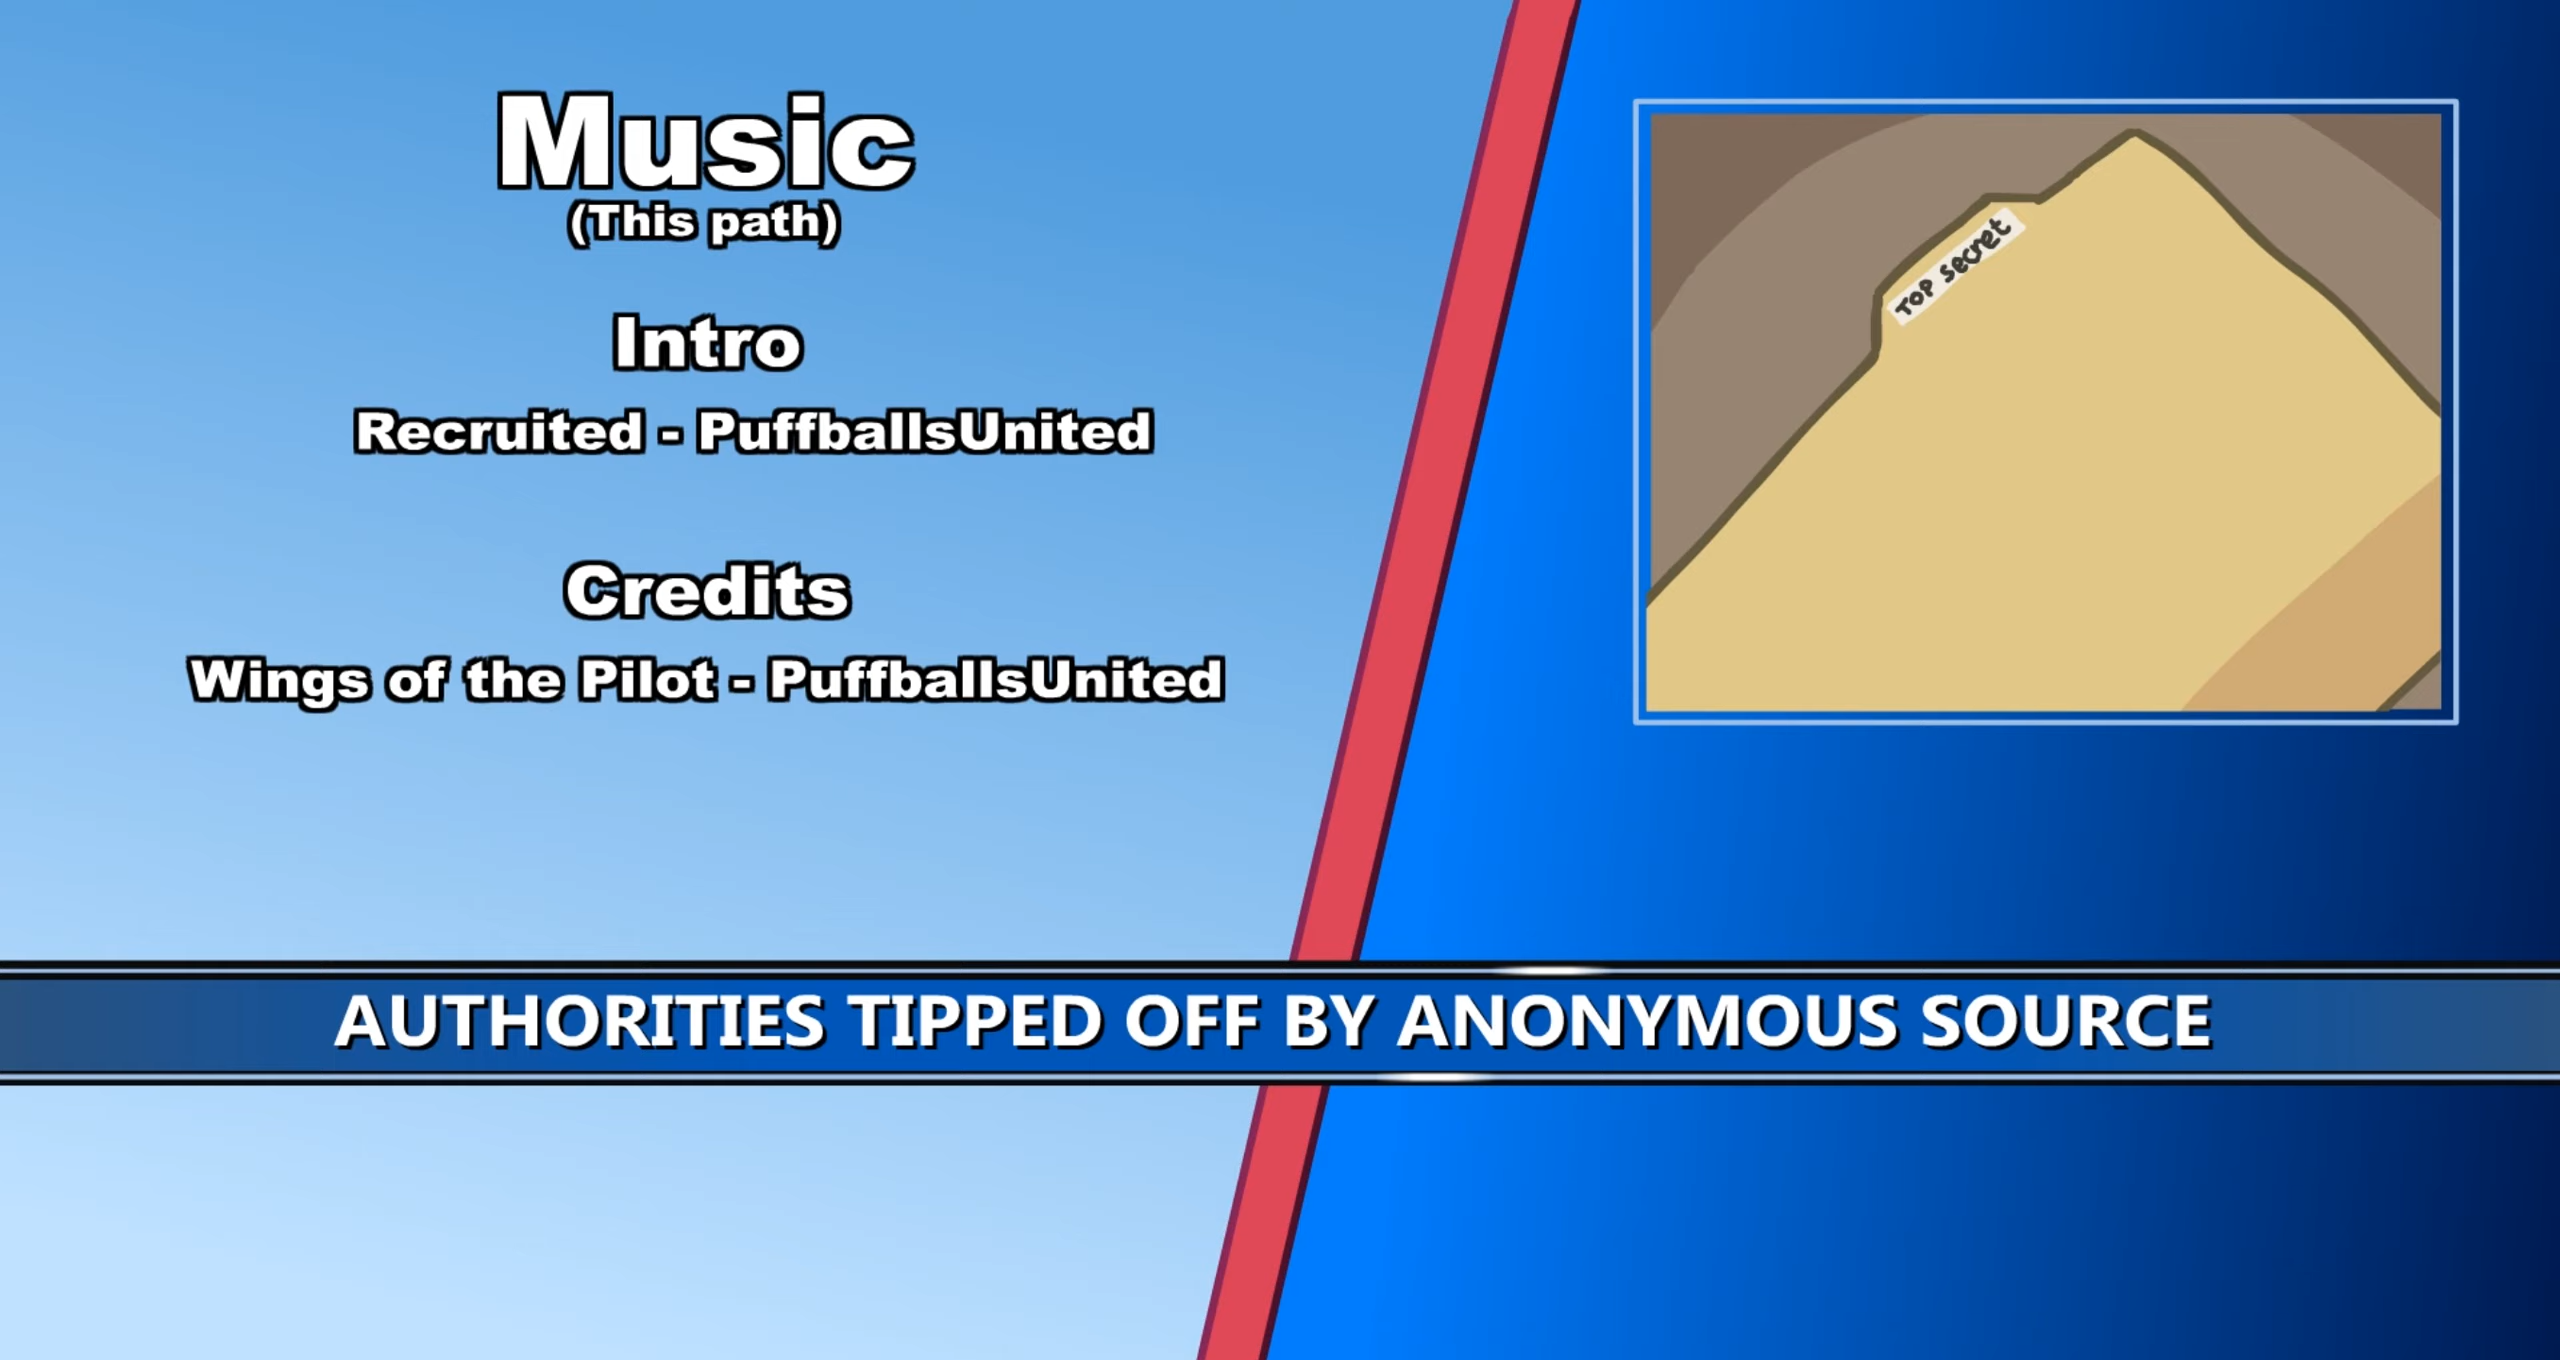 Music
(This path)
Intro
Recruited - PuffballsUnited
Credits
Wings of the Pilot - PuffballsUnited
TOP secret
AUTHORITIES TIPPED OFF BY ANONYMOUS SOURCE